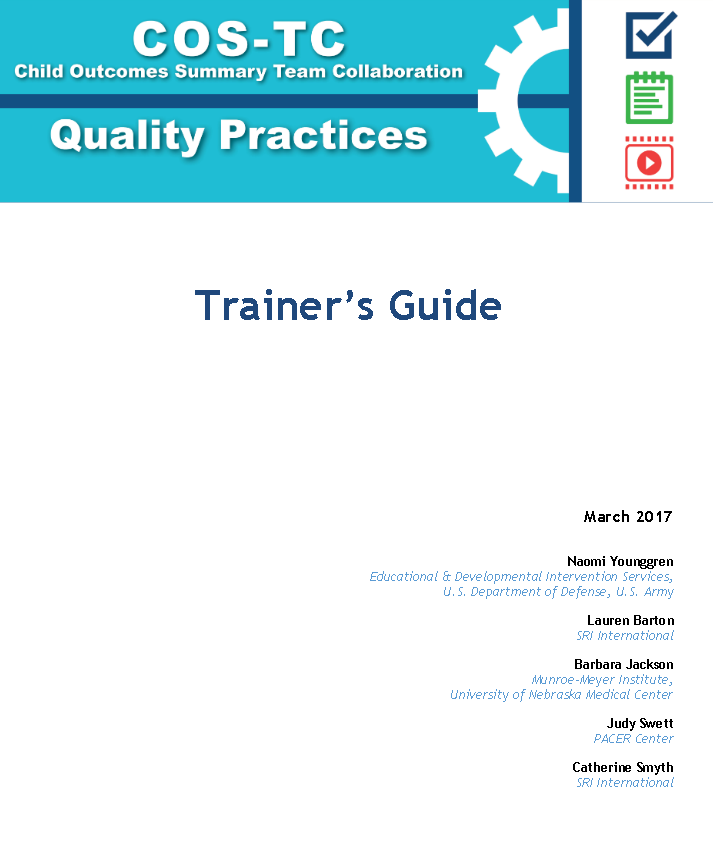 COS-TC
Child Outcomes Summary Team Collaboration
Quality Practices
Trainer's Guide
March 2017
Naomi Younggren
Educational & Developmental Intervention Services,
U.S. Department of Defense, U.S. Army
Lauren Barton
SRI International
Barbara Jackson
Munroe-Meyer Institute,
University of Nebraska Medical Center
Judy Swett
PACER Center
Catherine Smyth
SRI International